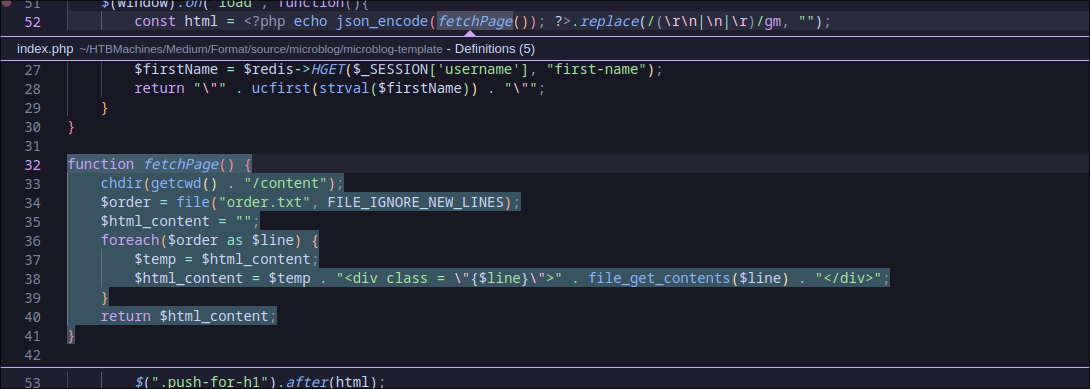 51 $(window).on("load", function(){
52 const html = <?php echo json_encode(fetchPage()); ?>.replace(/(\r\n|\n|\r)/gm, "");
index.php ~/HTBMachines/Medium/Format/source/microblog/microblog-template - Definitions (5)
27 $firstName = $redis->HGET($_SESSION['username'], "first-name");
28 return "\"" . ucfirst(strval($firstName)) . "\"";
29 }
30 }
31
32 function fetchPage() {
33 chdir(getcwd() . "/content");
34 $order = file("order.txt", FILE_IGNORE_NEW_LINES);
35 $html_content = "";
36 foreach($order as $line) {
37 $temp = $html_content;
38 $html_content = $temp . "<div class = \"{$line}\">" . file_get_contents($line) . "</div>";
39 }
40 return $html_content;
41 }
42
53 $(".push-for-h1").after(html);